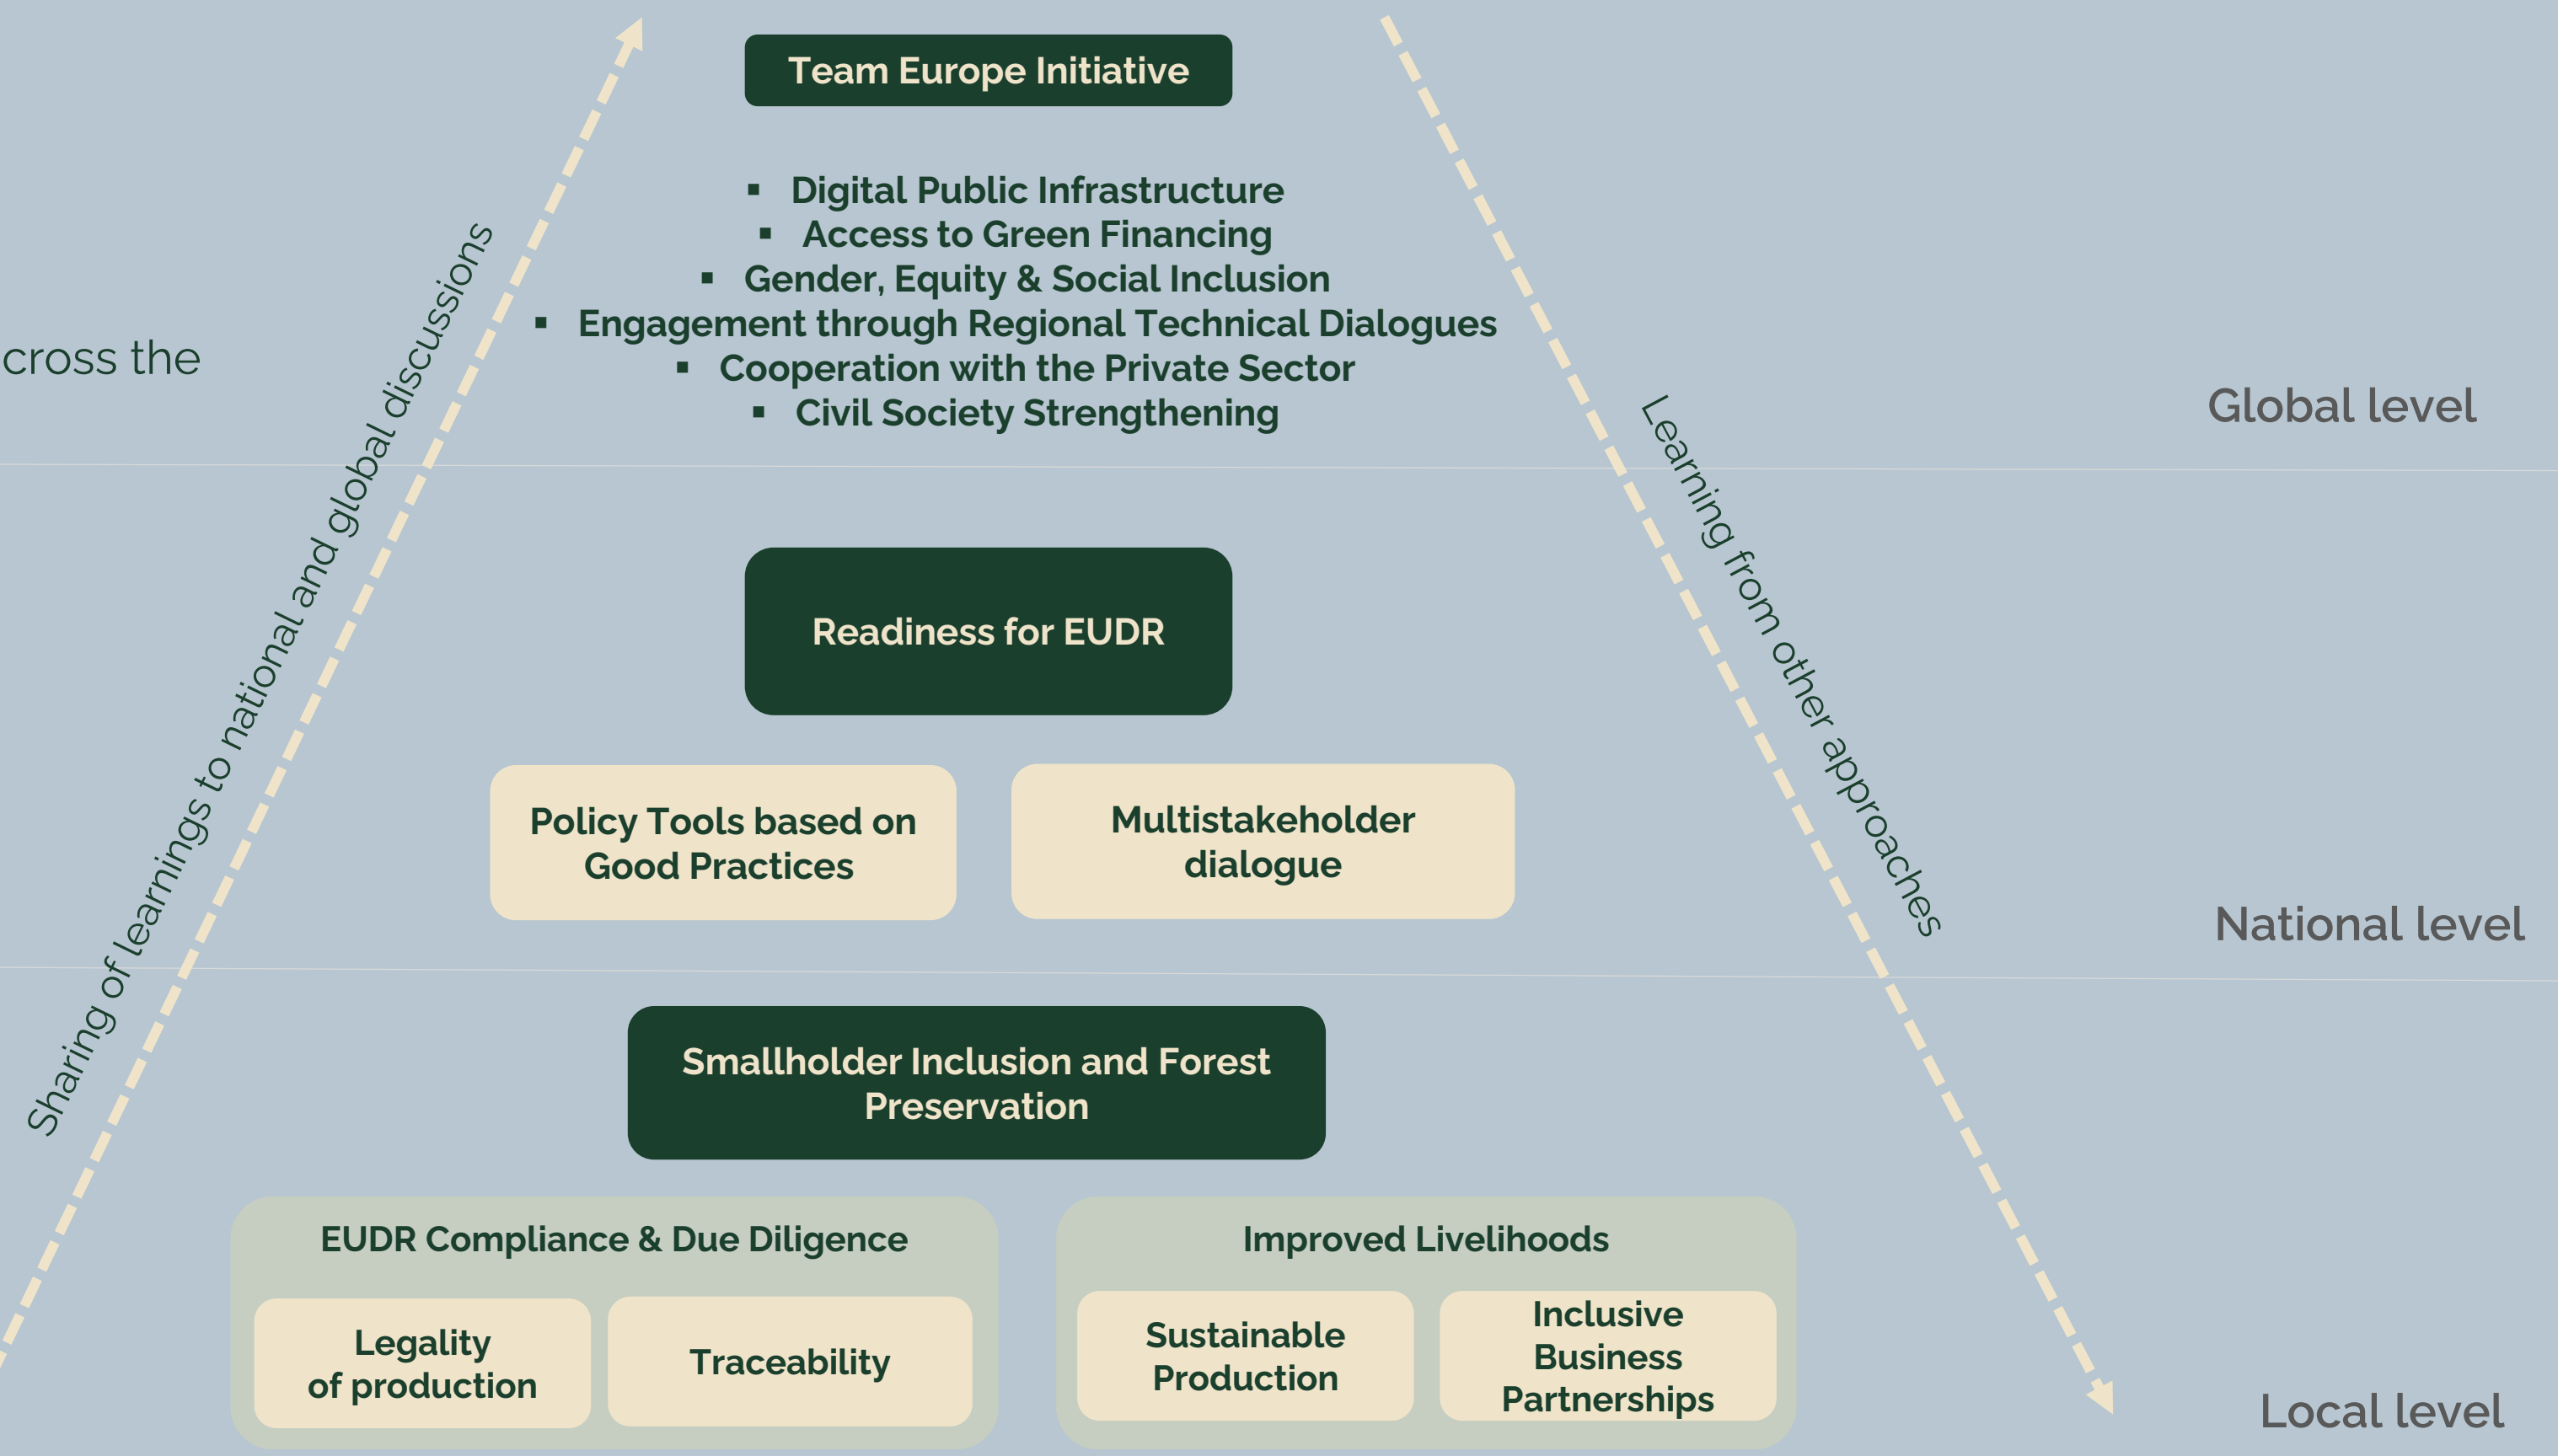 Team Europe Initiative
▪ Digital Public Infrastructure
▪ Access to Green Financing
▪ Gender, Equity & Social Inclusion
▪ Engagement through Regional Technical Dialogues
▪ Cooperation with the Private Sector
▪ Civil Society Strengthening
cross the
Global level
Sharing of learnings to national and global discussions
Learning from other approaches
Readiness for EUDR
Policy Tools based on
Good Practices
Multistakeholder
dialogue
National level
Smallholder Inclusion and Forest
Preservation
EUDR Compliance & Due Diligence
Legality
of production
Traceability
Improved Livelihoods
Sustainable
Production
Inclusive
Business
Partnerships
Local level